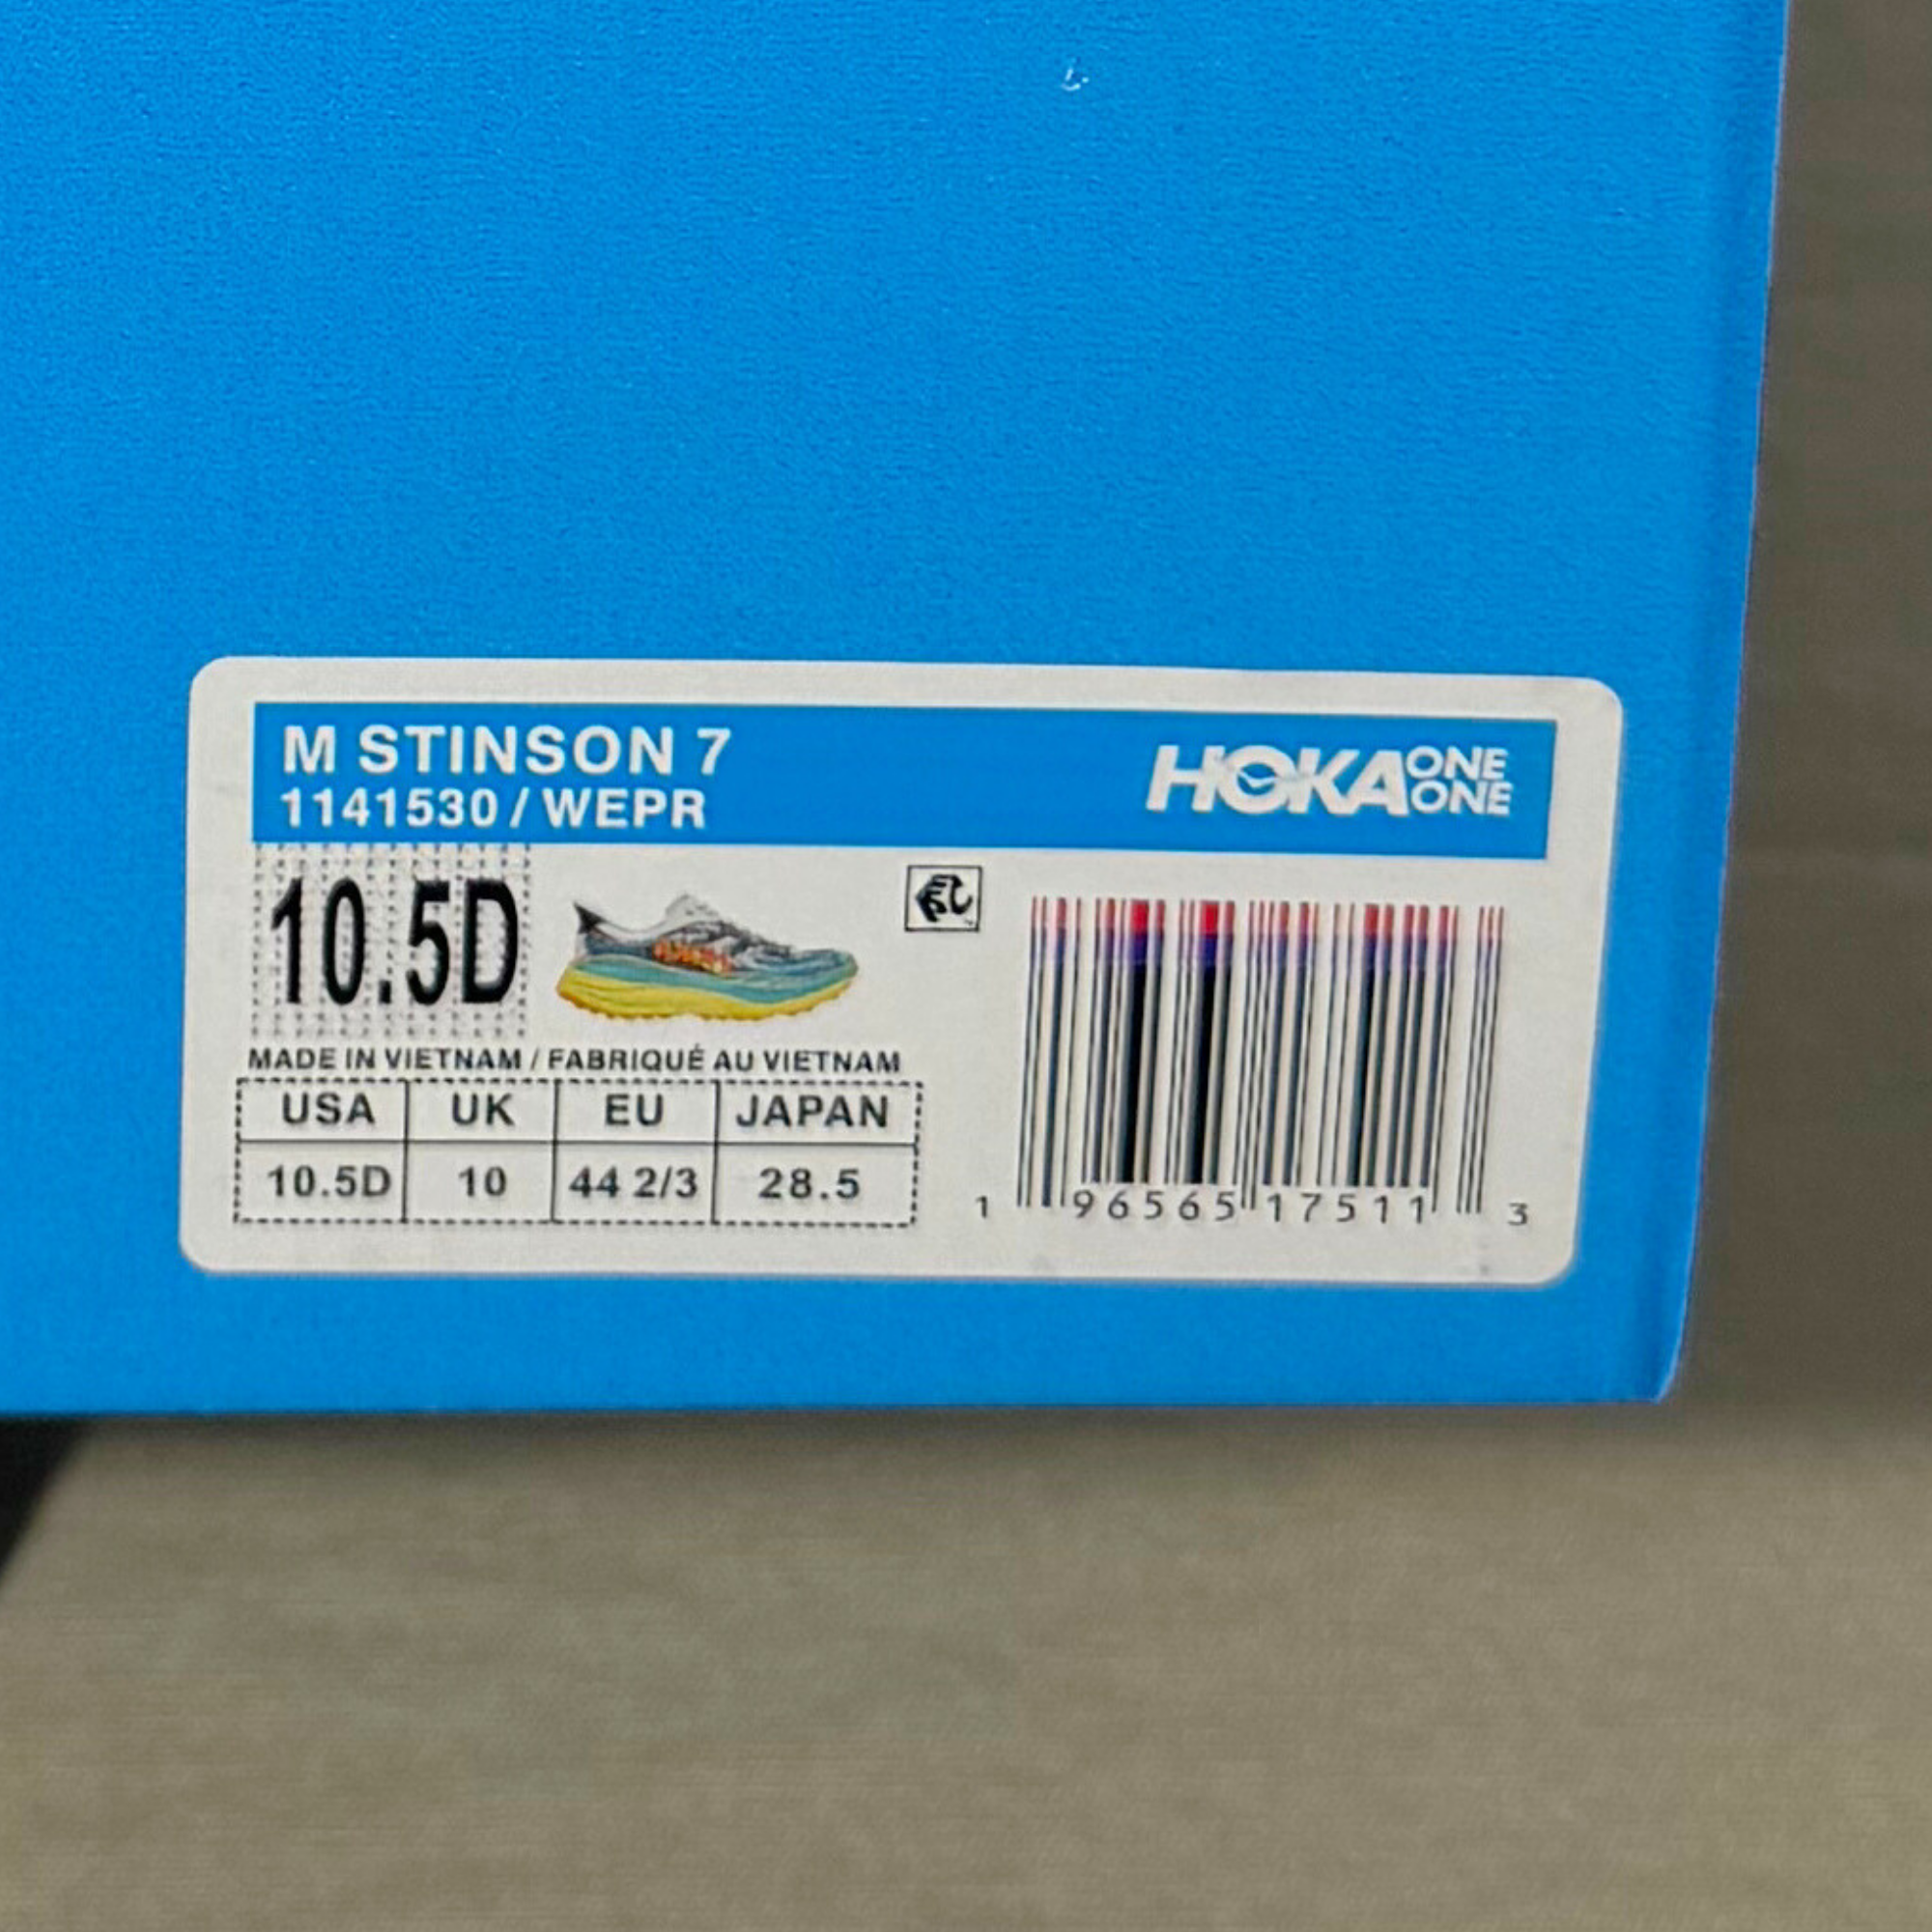 M STINSON 7
1141530 / WEPR
HOKA ONE ONE
10.5D
MADE IN VIETNAM / FABRIQUÉ AU VIETNAM
USA UK EU JAPAN
10.5D 10 44 2/3 28.5
1 96565 17511 3